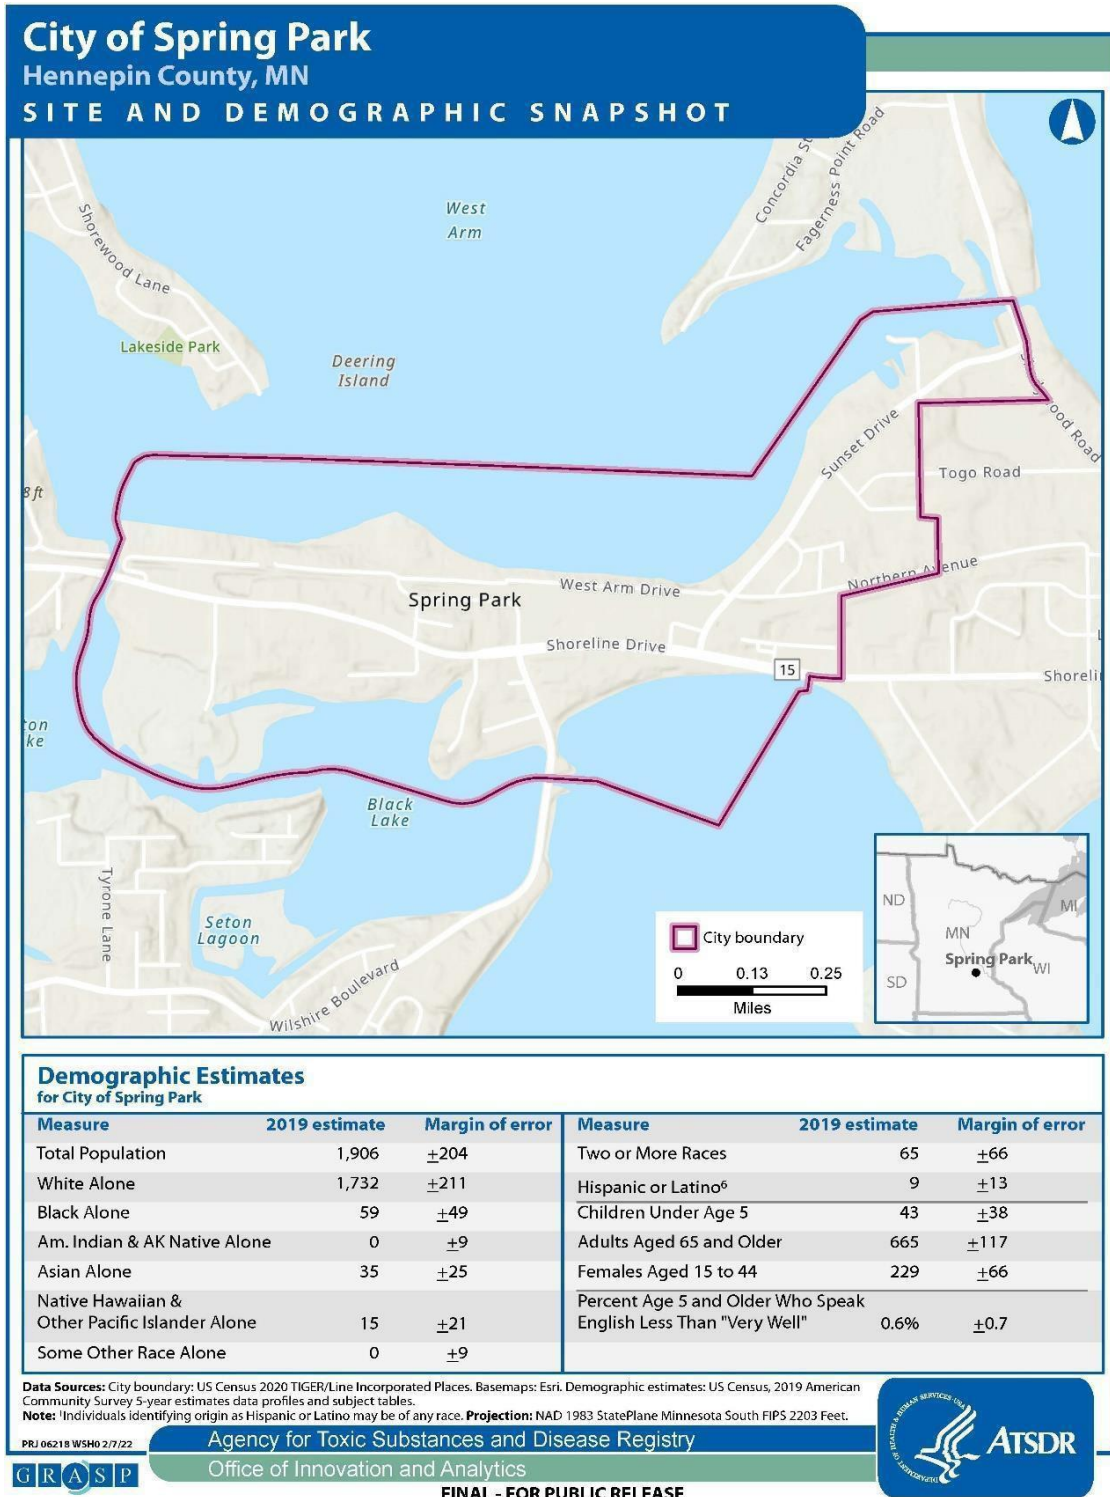 City of Spring Park
Hennepin County, MN
SITE AND DEMOGRAPHIC SNAPSHOT
Concordia St
Fagerness Point Road
West
Arm
Shorewood Lane
Lakeside Park
Deering
Island
Sunset Drive
ood Road
Togo Road
8 ft
Northern Avenue
West Arm Drive
Spring Park
Shoreline Drive
15
Shoreli
ton
ke
Black
Lake
Tyrone Lane
Seton
Lagoon
Wilshire Boulevard
City boundary
0 0.13 0.25
Miles
ND
MN
MI
Spring Park
WI
SD
Demographic Estimates
for City of Spring Park
Measure 2019 estimate Margin of error
Total Population 1,906 ±204
White Alone 1,732 ±211
Black Alone 59 ±49
Am. Indian & AK Native Alone 0 ±9
Asian Alone 35 ±25
Native Hawaiian &
Other Pacific Islander Alone 15 ±21
Some Other Race Alone 0 ±9
Measure 2019 estimate Margin of error
Two or More Races 65 ±66
Hispanic or Latino⁶ 9 ±13
Children Under Age 5 43 ±38
Adults Aged 65 and Older 665 ±117
Females Aged 15 to 44 229 ±66
Percent Age 5 and Older Who Speak
English Less Than "Very Well" 0.6% ±0.7
Data Sources: City boundary: US Census 2020 TIGER/Line Incorporated Places. Basemaps: Esri. Demographic estimates: US Census, 2019 American
Community Survey 5-year estimates data profiles and subject tables.
Note: ¹Individuals identifying origin as Hispanic or Latino may be of any race. Projection: NAD 1983 StatePlane Minnesota South FIPS 2203 Feet.
PRJ 06218 WSH0 2/7/22
Agency for Toxic Substances and Disease Registry
GRASP
Office of Innovation and Analytics
DEPARTMENT OF HEALTH & HUMAN SERVICES·USA
ATSDR
FINAL - FOR PUBLIC RELEASE